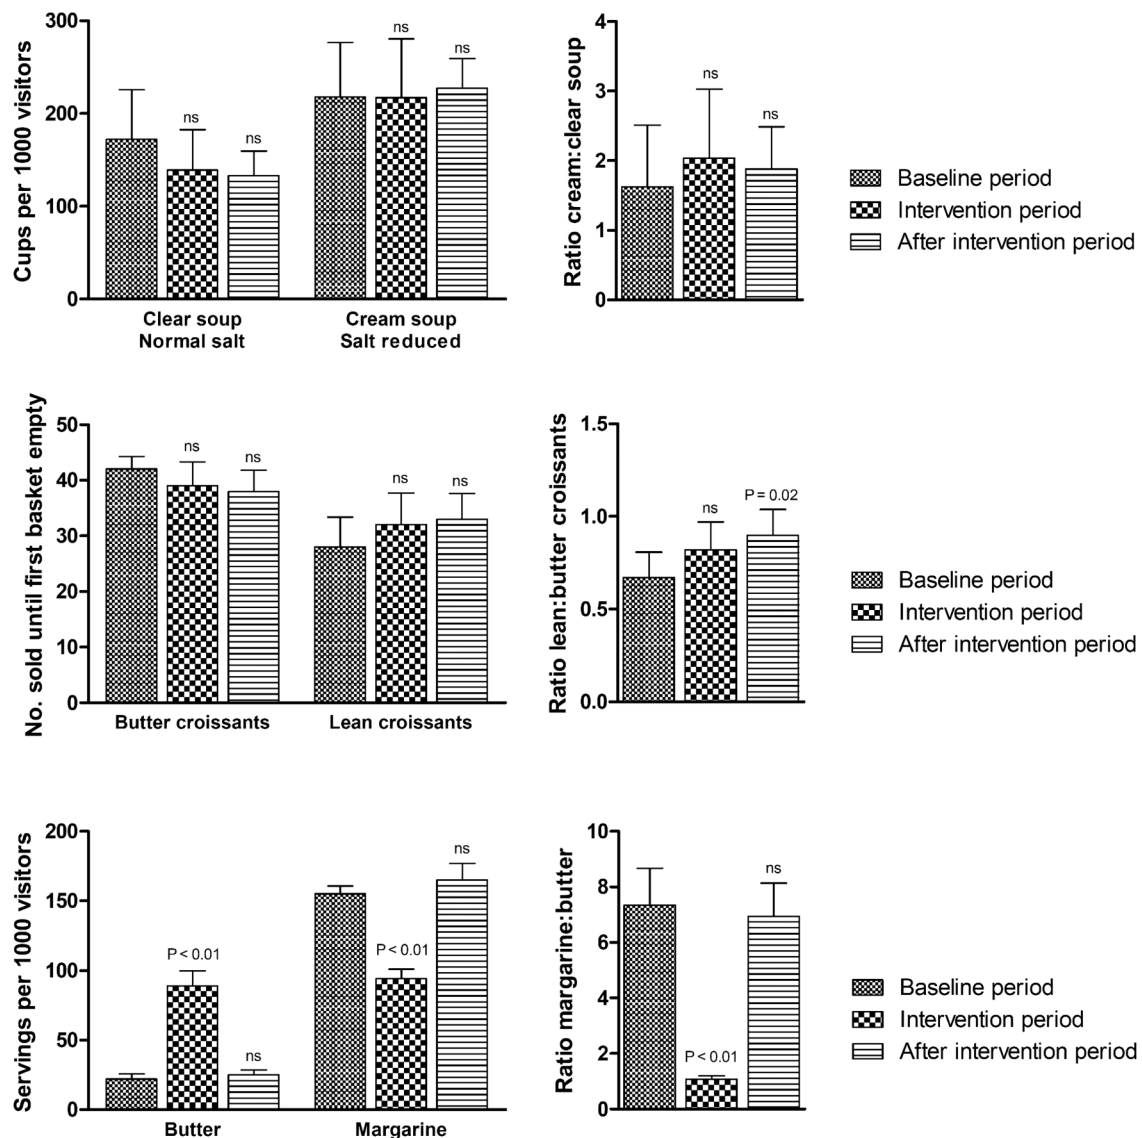 Cups per 1000 visitors
300
200
100
0
ns
ns
ns
ns
Clear soup
Normal salt
Cream soup
Salt reduced
Ratio cream:clear soup
4
3
2
1
0
ns
ns
Baseline period
Intervention period
After intervention period
No. sold until first basket empty
50
40
30
20
10
0
ns
ns
ns
ns
Butter croissants
Lean croissants
Ratio lean:butter croissants
1.5
1.0
0.5
0.0
ns
P = 0.02
Baseline period
Intervention period
After intervention period
Servings per 1000 visitors
200
150
100
50
0
P < 0.01
ns
P < 0.01
ns
Butter
Margarine
Ratio margarine:butter
10
8
6
4
2
0
P < 0.01
ns
Baseline period
Intervention period
After intervention period